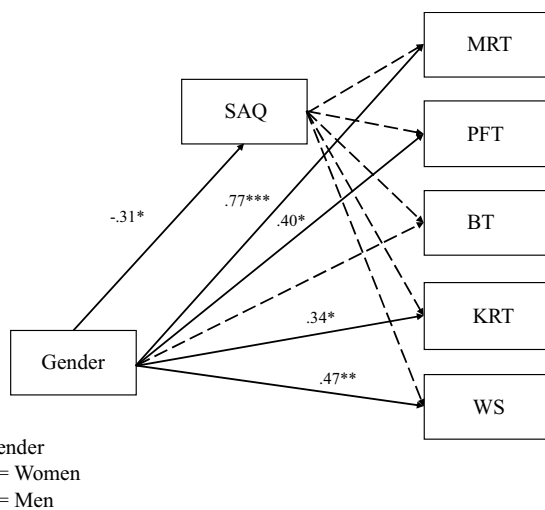 MRT
SAQ
PFT
-.31*
.77***
.40*
BT
.34*
KRT
Gender
.47**
WS
ender
= Women
= Men